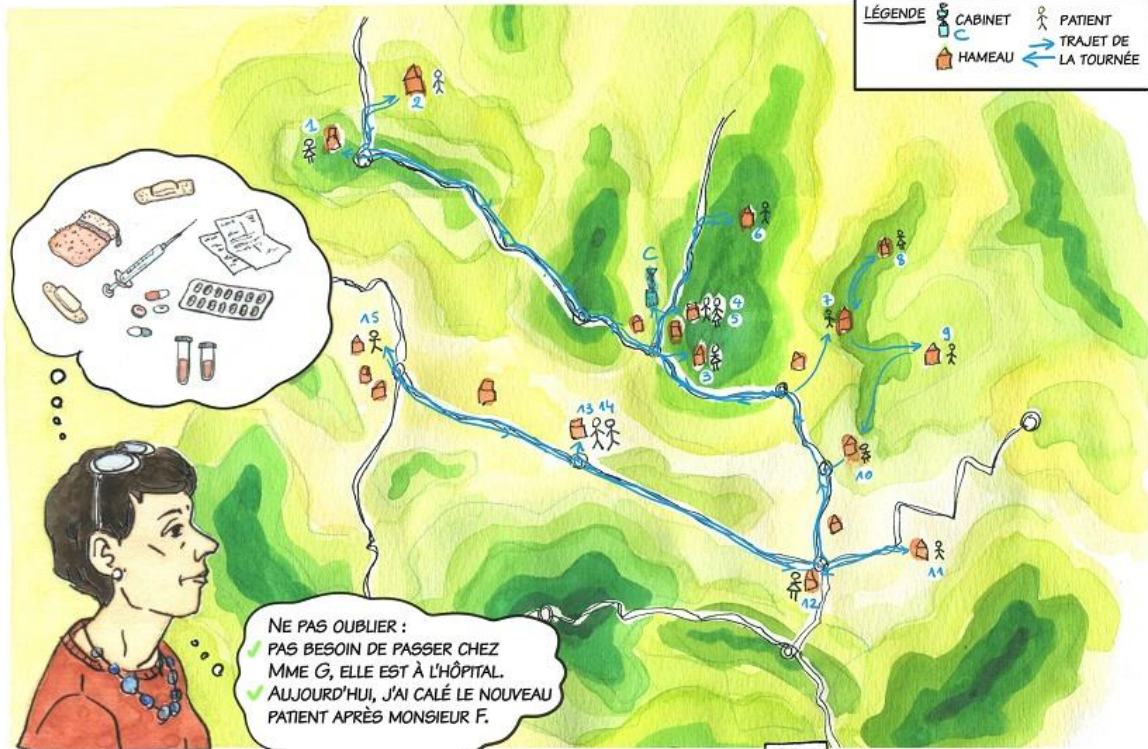 LÉGENDE
CABINET
C
PATIENT
HAMEAU
TRAJET DE
LA TOURNÉE
1
2
C
6
4
5
3
8
7
9
15
13 14
10
11
12
NE PAS OUBLIER :
PAS BESOIN DE PASSER CHEZ
MME G, ELLE EST À L'HÔPITAL.
AUJOURD'HUI, J'AI CALÉ LE NOUVEAU
PATIENT APRÈS MONSIEUR F.